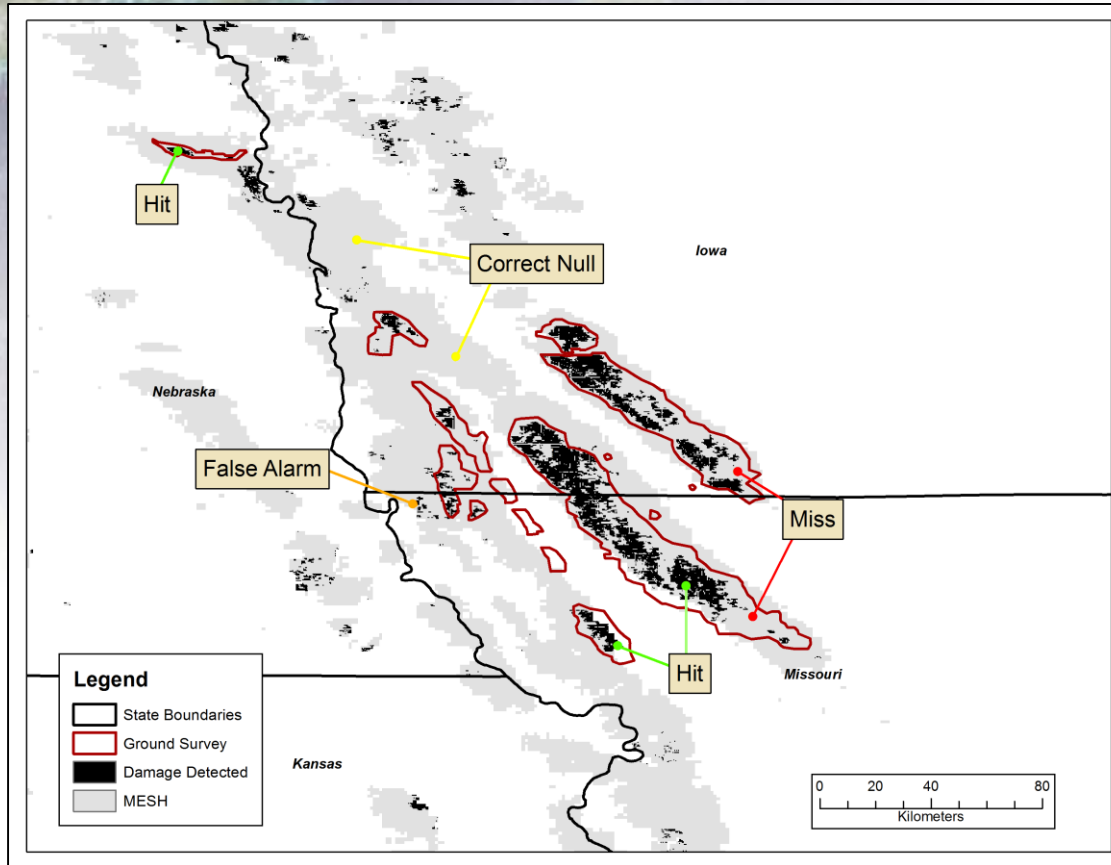 Hit
Correct Null
Iowa
Nebraska
False Alarm
Miss
Hit
Missouri
Kansas
Legend
State Boundaries
Ground Survey
Damage Detected
MESH
0 20 40 80
Kilometers